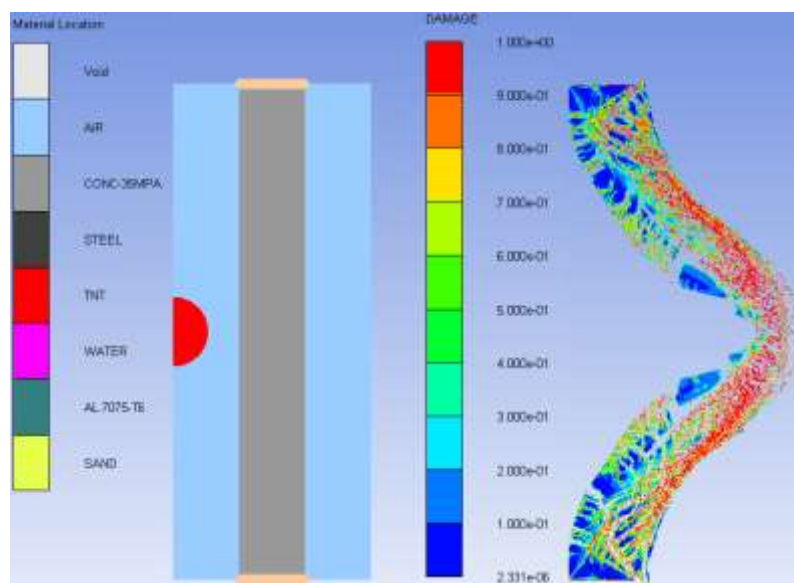 Material Location
Void
AIR
CONC-35MPA
STEEL
TNT
WATER
AL 7075-T6
SAND
DAMAGE
1.000e+00
9.000e-01
8.000e-01
7.000e-01
6.000e-01
5.000e-01
4.000e-01
3.000e-01
2.000e-01
1.000e-01
2.331e-06